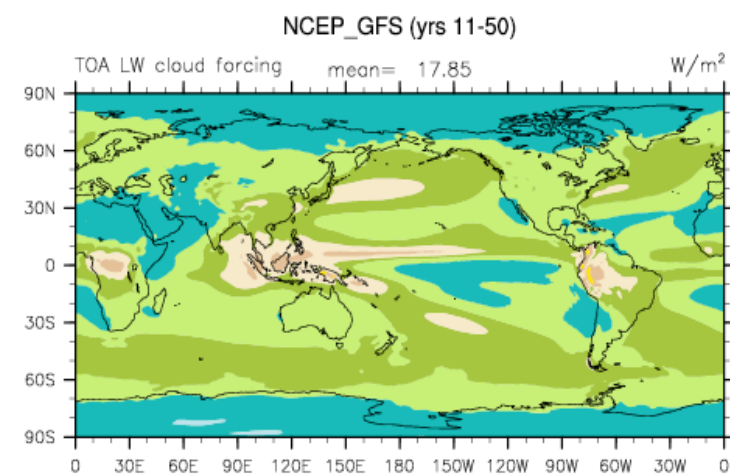 NCEP_GFS (yrs 11-50)
TOA LW cloud forcing mean= 17.85 W/m²
90N
60N
30N
0
30S
60S
90S
0 30E 60E 90E 120E 150E 180 150W 120W 90W 60W 30W 0